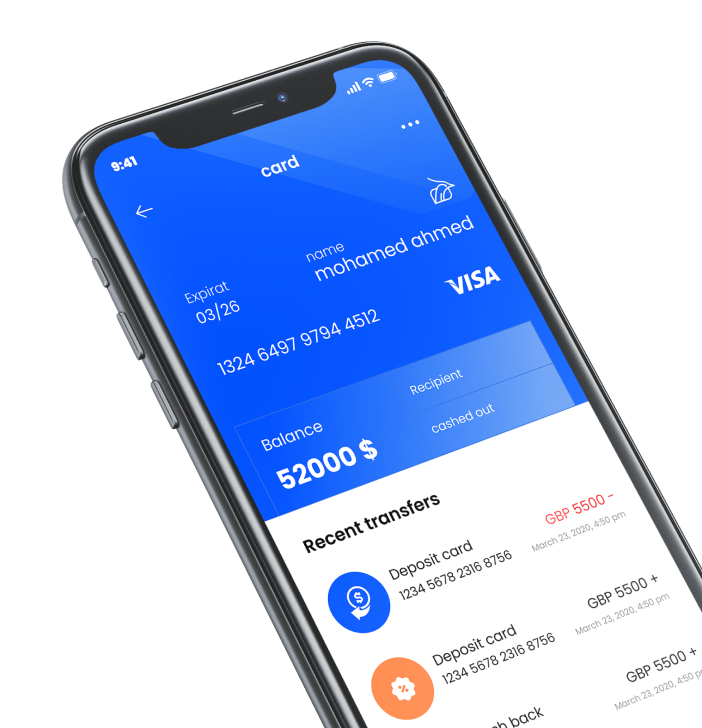 9:41
card
name
mohamed ahmed
Expirat
03/26
VISA
1324 6497 9794 4512
Recipient
Balance
cashed out
52000 $
Recent transfers
GBP 5500 -
March 23, 2020, 4:50 pm
Deposit card
1234 5678 2316 8756
GBP 5500 +
March 23, 2020, 4:50 pm
Deposit card
1234 5678 2316 8756
GBP 5500 +
March 23, 2020, 4:50 pm
back